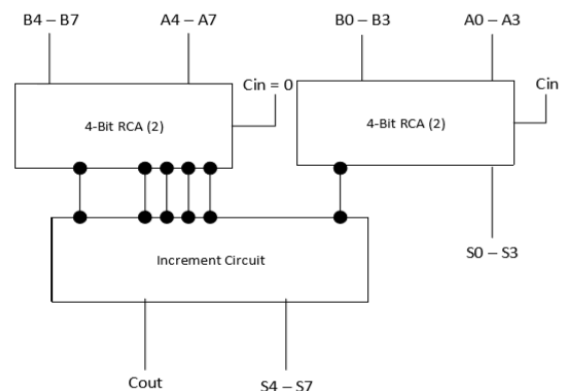 B4 – B7 A4 – A7 B0 – B3 A0 – A3
Cin = 0 Cin
4-Bit RCA (2) 4-Bit RCA (2)
S0 – S3
Increment Circuit
Cout S4 – S7